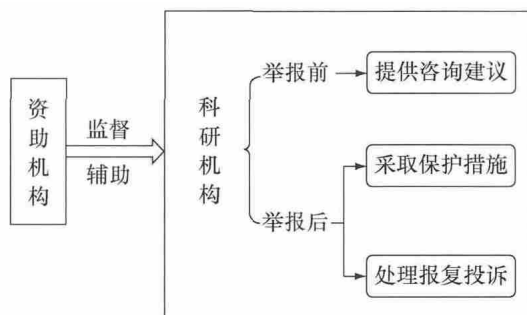 资助机构
监督
辅助
科研机构
举报前
提供咨询建议
举报后
采取保护措施
处理报复投诉